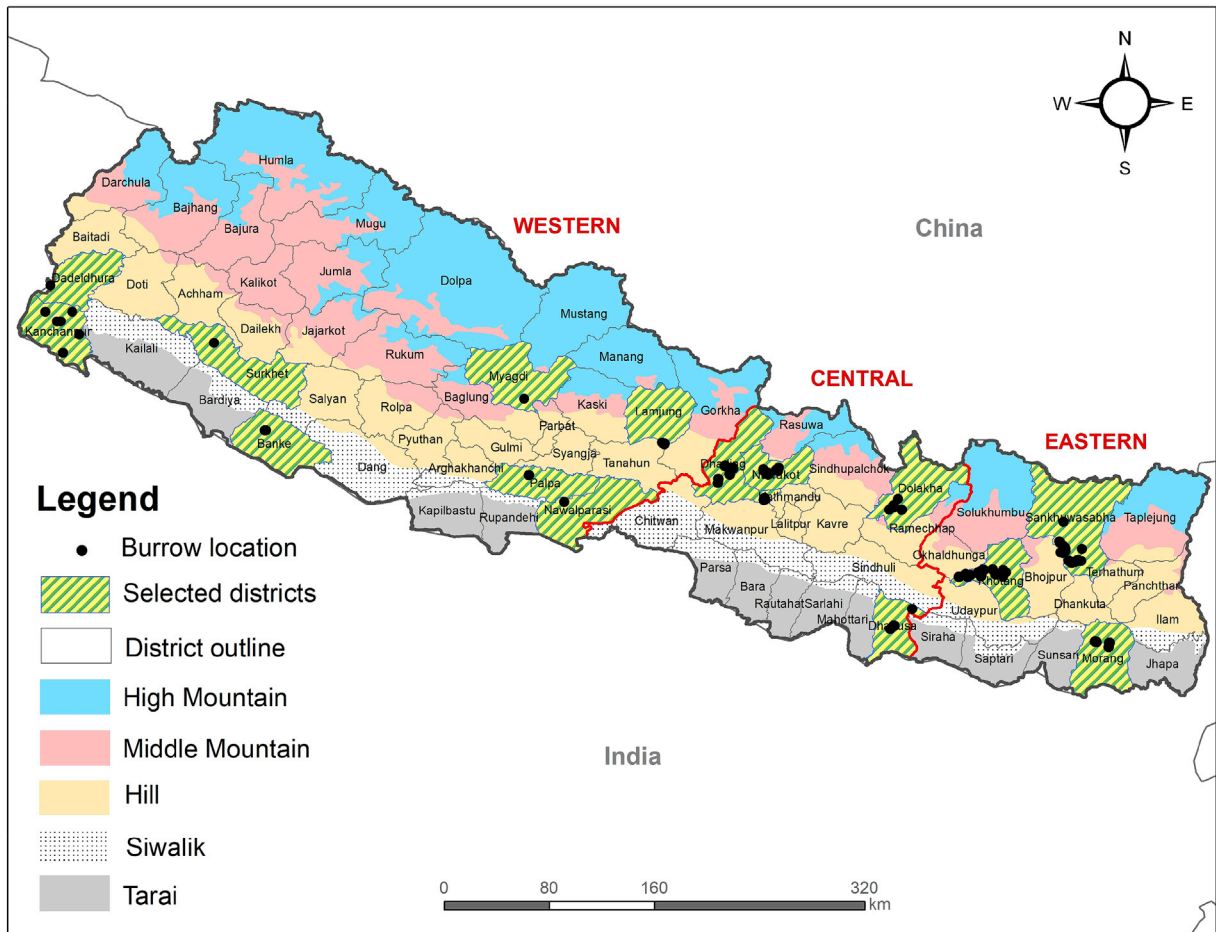 N
W E
S
China
WESTERN
CENTRAL
EASTERN
India
Humla
Darchula
Bajhang
Mugu
Bajura
Baitadi
Jumla
Dolpa
Dadeldhura
Kalikot
Doti
Achham
Mustang
Kanchanpur
Dailekh
Jajarkot
Kailali
Rukum
Manang
Surkhet
Myagdi
Bardiya
Salyan
Baglung
Kaski
Lamjung
Gorkha
Rolpa
Parbat
Rasuwa
Banke
Pyuthan
Gulmi
Syangja
Tanahun
Dhading
Sindhupalchok
Dang
Arghakhanchi
Palpa
Dolakha
Kapilbastu
Rupandehi
Nawalparasi
Chitwan
Makwanpur
Lalitpur
Kavre
Ramechhap
Solukhumbu
Sankhuwasabha
Taplejung
Okhaldhunga
Khotang
Bhojpur
Terhathum
Panchthar
Parsa
Bara
Rautahat
Sarlahi
Mahottari
Sindhuli
Dhanusa
Siraha
Udaypur
Dhankuta
Ilam
Saptari
Sunsari
Morang
Jhapa
Legend
Burrow location
Selected districts
District outline
High Mountain
Middle Mountain
Hill
Siwalik
Tarai
0 80 160 320
km